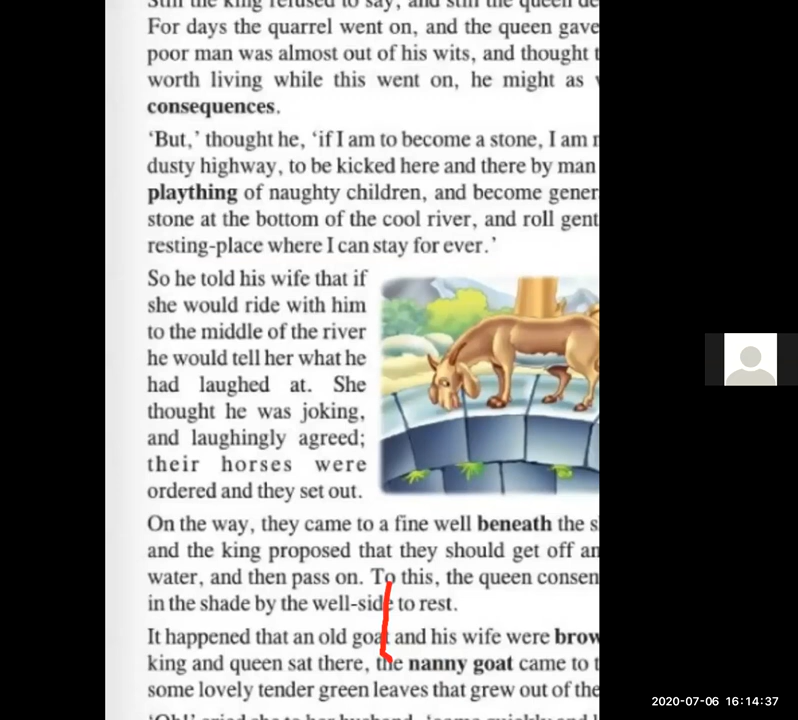 Still the king refused to say, and still the queen de
For days the quarrel went on, and the queen gave
poor man was almost out of his wits, and thought
worth living while this went on, he might as
consequences.
‘But,’ thought he, ‘if I am to become a stone, I am
dusty highway, to be kicked here and there by man
plaything of naughty children, and become gener
stone at the bottom of the cool river, and roll gent
resting-place where I can stay for ever.’
So he told his wife that if
she would ride with him
to the middle of the river
he would tell her what he
had laughed at. She
thought he was joking,
and laughingly agreed;
their horses were
ordered and they set out.
On the way, they came to a fine well beneath the s
and the king proposed that they should get off an
water, and then pass on. To this, the queen consen
in the shade by the well-side to rest.
It happened that an old goat and his wife were brow
king and queen sat there, the nanny goat came to t
some lovely tender green leaves that grew out of the
‘Oh!’ cried she to her husband, ‘come quickly and
2020-07-06 16:14:37